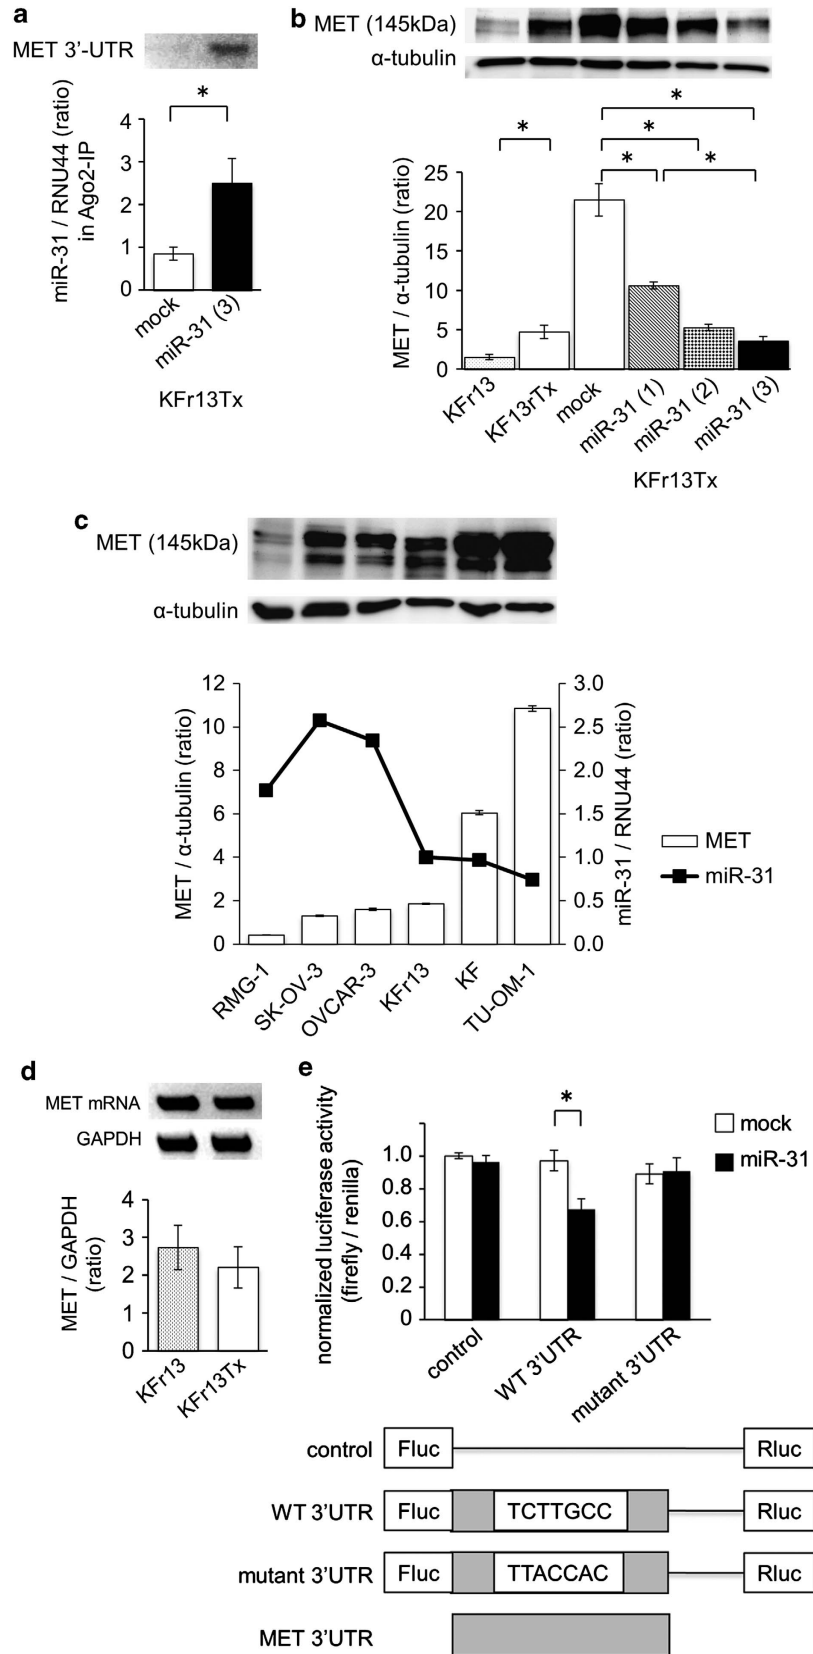 a
MET 3'-UTR
*
miR-31 / RNU44 (ratio)
in Ago2-IP
4
3
2
1
0
mock
miR-31 (3)
KFr13Tx
b
MET (145kDa)
α-tubulin
*
*
*
*
*
MET / α-tubulin (ratio)
25
20
15
10
5
0
KFr13
KF13rTx
mock
miR-31 (1)
miR-31 (2)
miR-31 (3)
KFr13Tx
c
MET (145kDa)
α-tubulin
MET / α-tubulin (ratio)
12
10
8
6
4
2
0
3.0
2.5
2.0
1.5
1.0
0.5
0.0
miR-31 / RNU44 (ratio)
MET
miR-31
RMG-1
SK-OV-3
OVCAR-3
KFr13
KF
TU-OM-1
d
MET mRNA
GAPDH
MET / GAPDH
(ratio)
4
3
2
1
0
KFr13
KFr13Tx
e
*
mock
miR-31
normalized luciferase activity
(firefly / renilla)
1.0
0.8
0.6
0.4
0.2
0
control
WT 3'UTR
mutant 3'UTR
control Fluc Rluc
WT 3'UTR Fluc TCTTGCC Rluc
mutant 3'UTR Fluc TTACCAC Rluc
MET 3'UTR